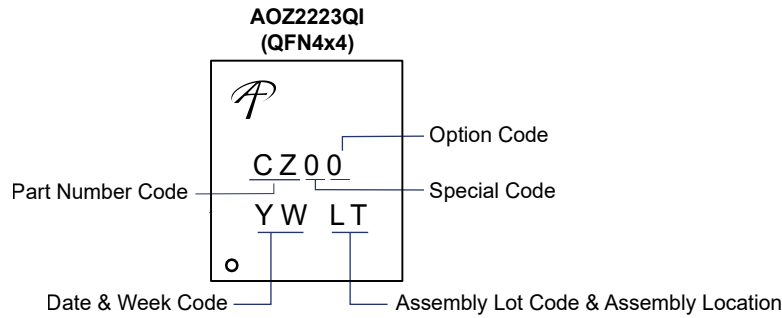 AOZ2223QI
(QFN4x4)
Option Code
CZ00
Part Number Code
Special Code
YW LT
Date & Week Code
Assembly Lot Code & Assembly Location